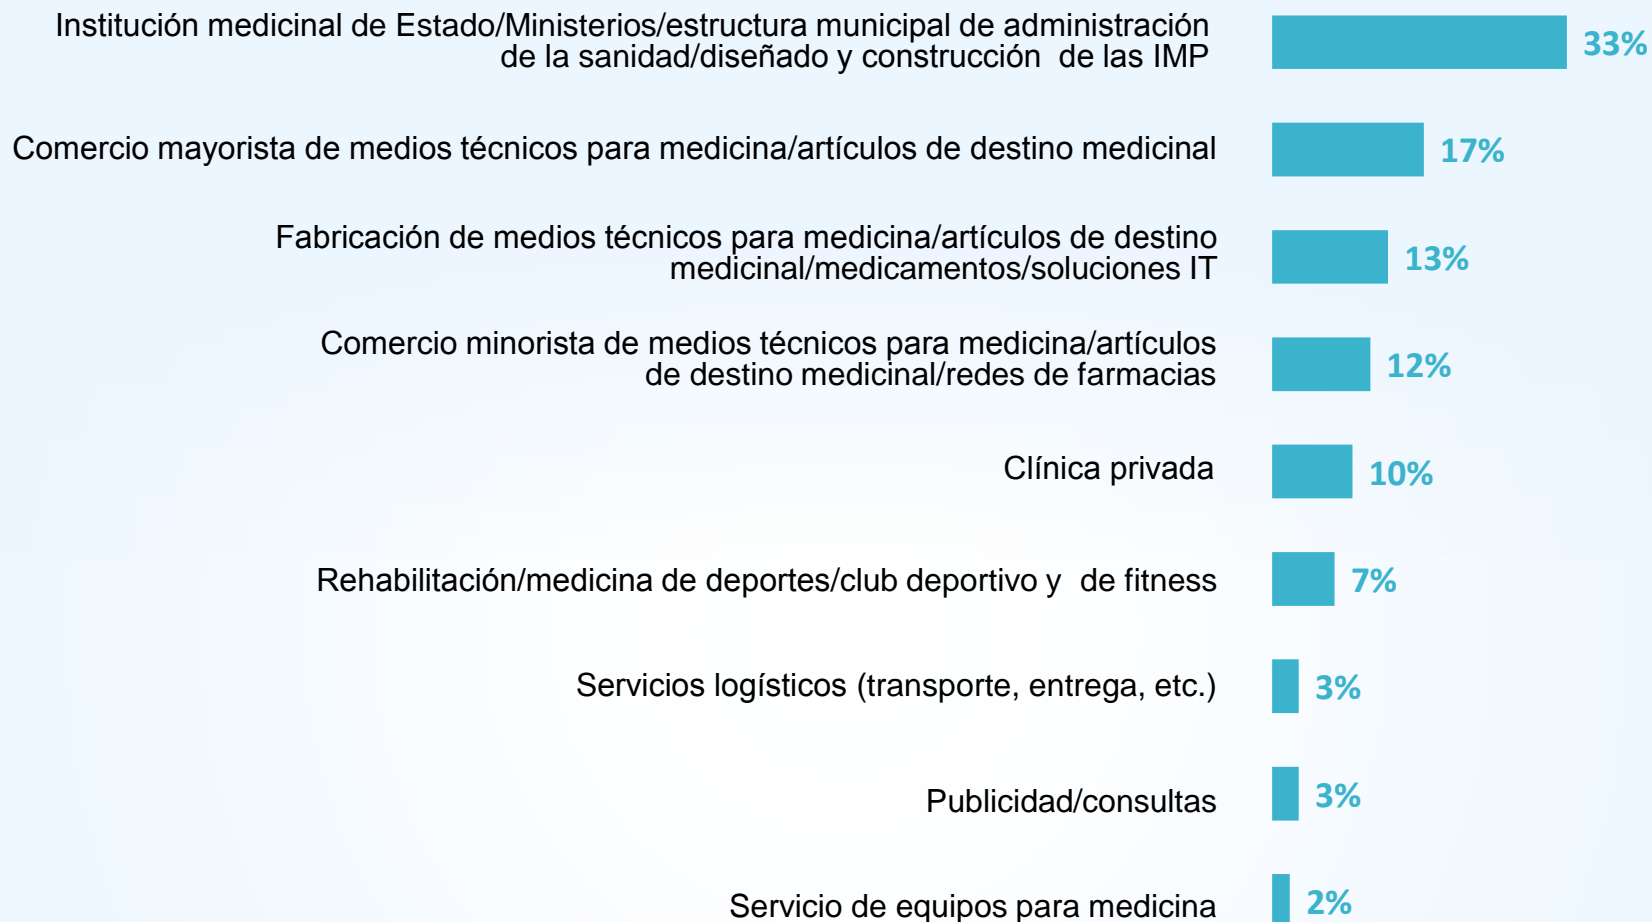 Institución medicinal de Estado/Ministerios/estructura municipal de administración
de la sanidad/diseñado y construcción de las IMP
33%
Comercio mayorista de medios técnicos para medicina/artículos de destino medicinal
17%
Fabricación de medios técnicos para medicina/artículos de destino
medicinal/medicamentos/soluciones IT
13%
Comercio minorista de medios técnicos para medicina/artículos
de destino medicinal/redes de farmacias
12%
Clínica privada
10%
Rehabilitación/medicina de deportes/club deportivo y de fitness
7%
Servicios logísticos (transporte, entrega, etc.)
3%
Publicidad/consultas
3%
Servicio de equipos para medicina
2%